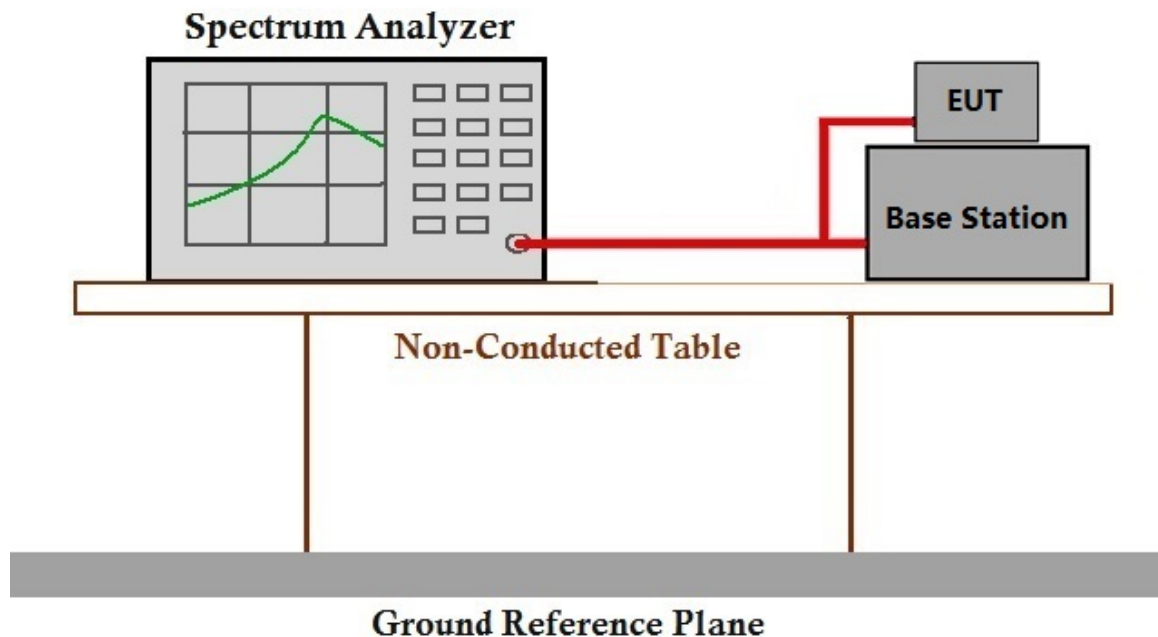 Spectrum Analyzer
EUT
Base Station
Non-Conducted Table
Ground Reference Plane